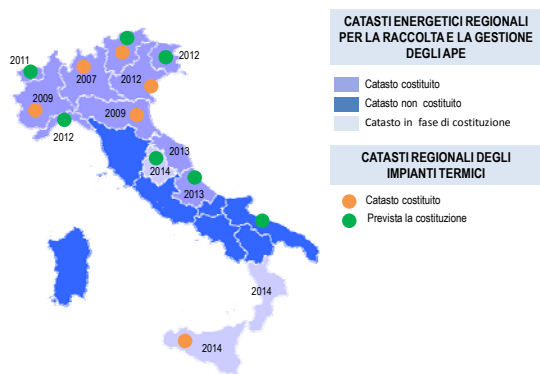 CATASTI ENERGETICI REGIONALI
PER LA RACCOLTA E LA GESTIONE
DEGLI APE
Catasto costituito
Catasto non costituito
Catasto in fase di costituzione
CATASTI REGIONALI DEGLI
IMPIANTI TERMICI
Catasto costituito
Prevista la costituzione
2012
2011
2007
2012
2009
2009
2012
2013
2014
2013
2014
2014